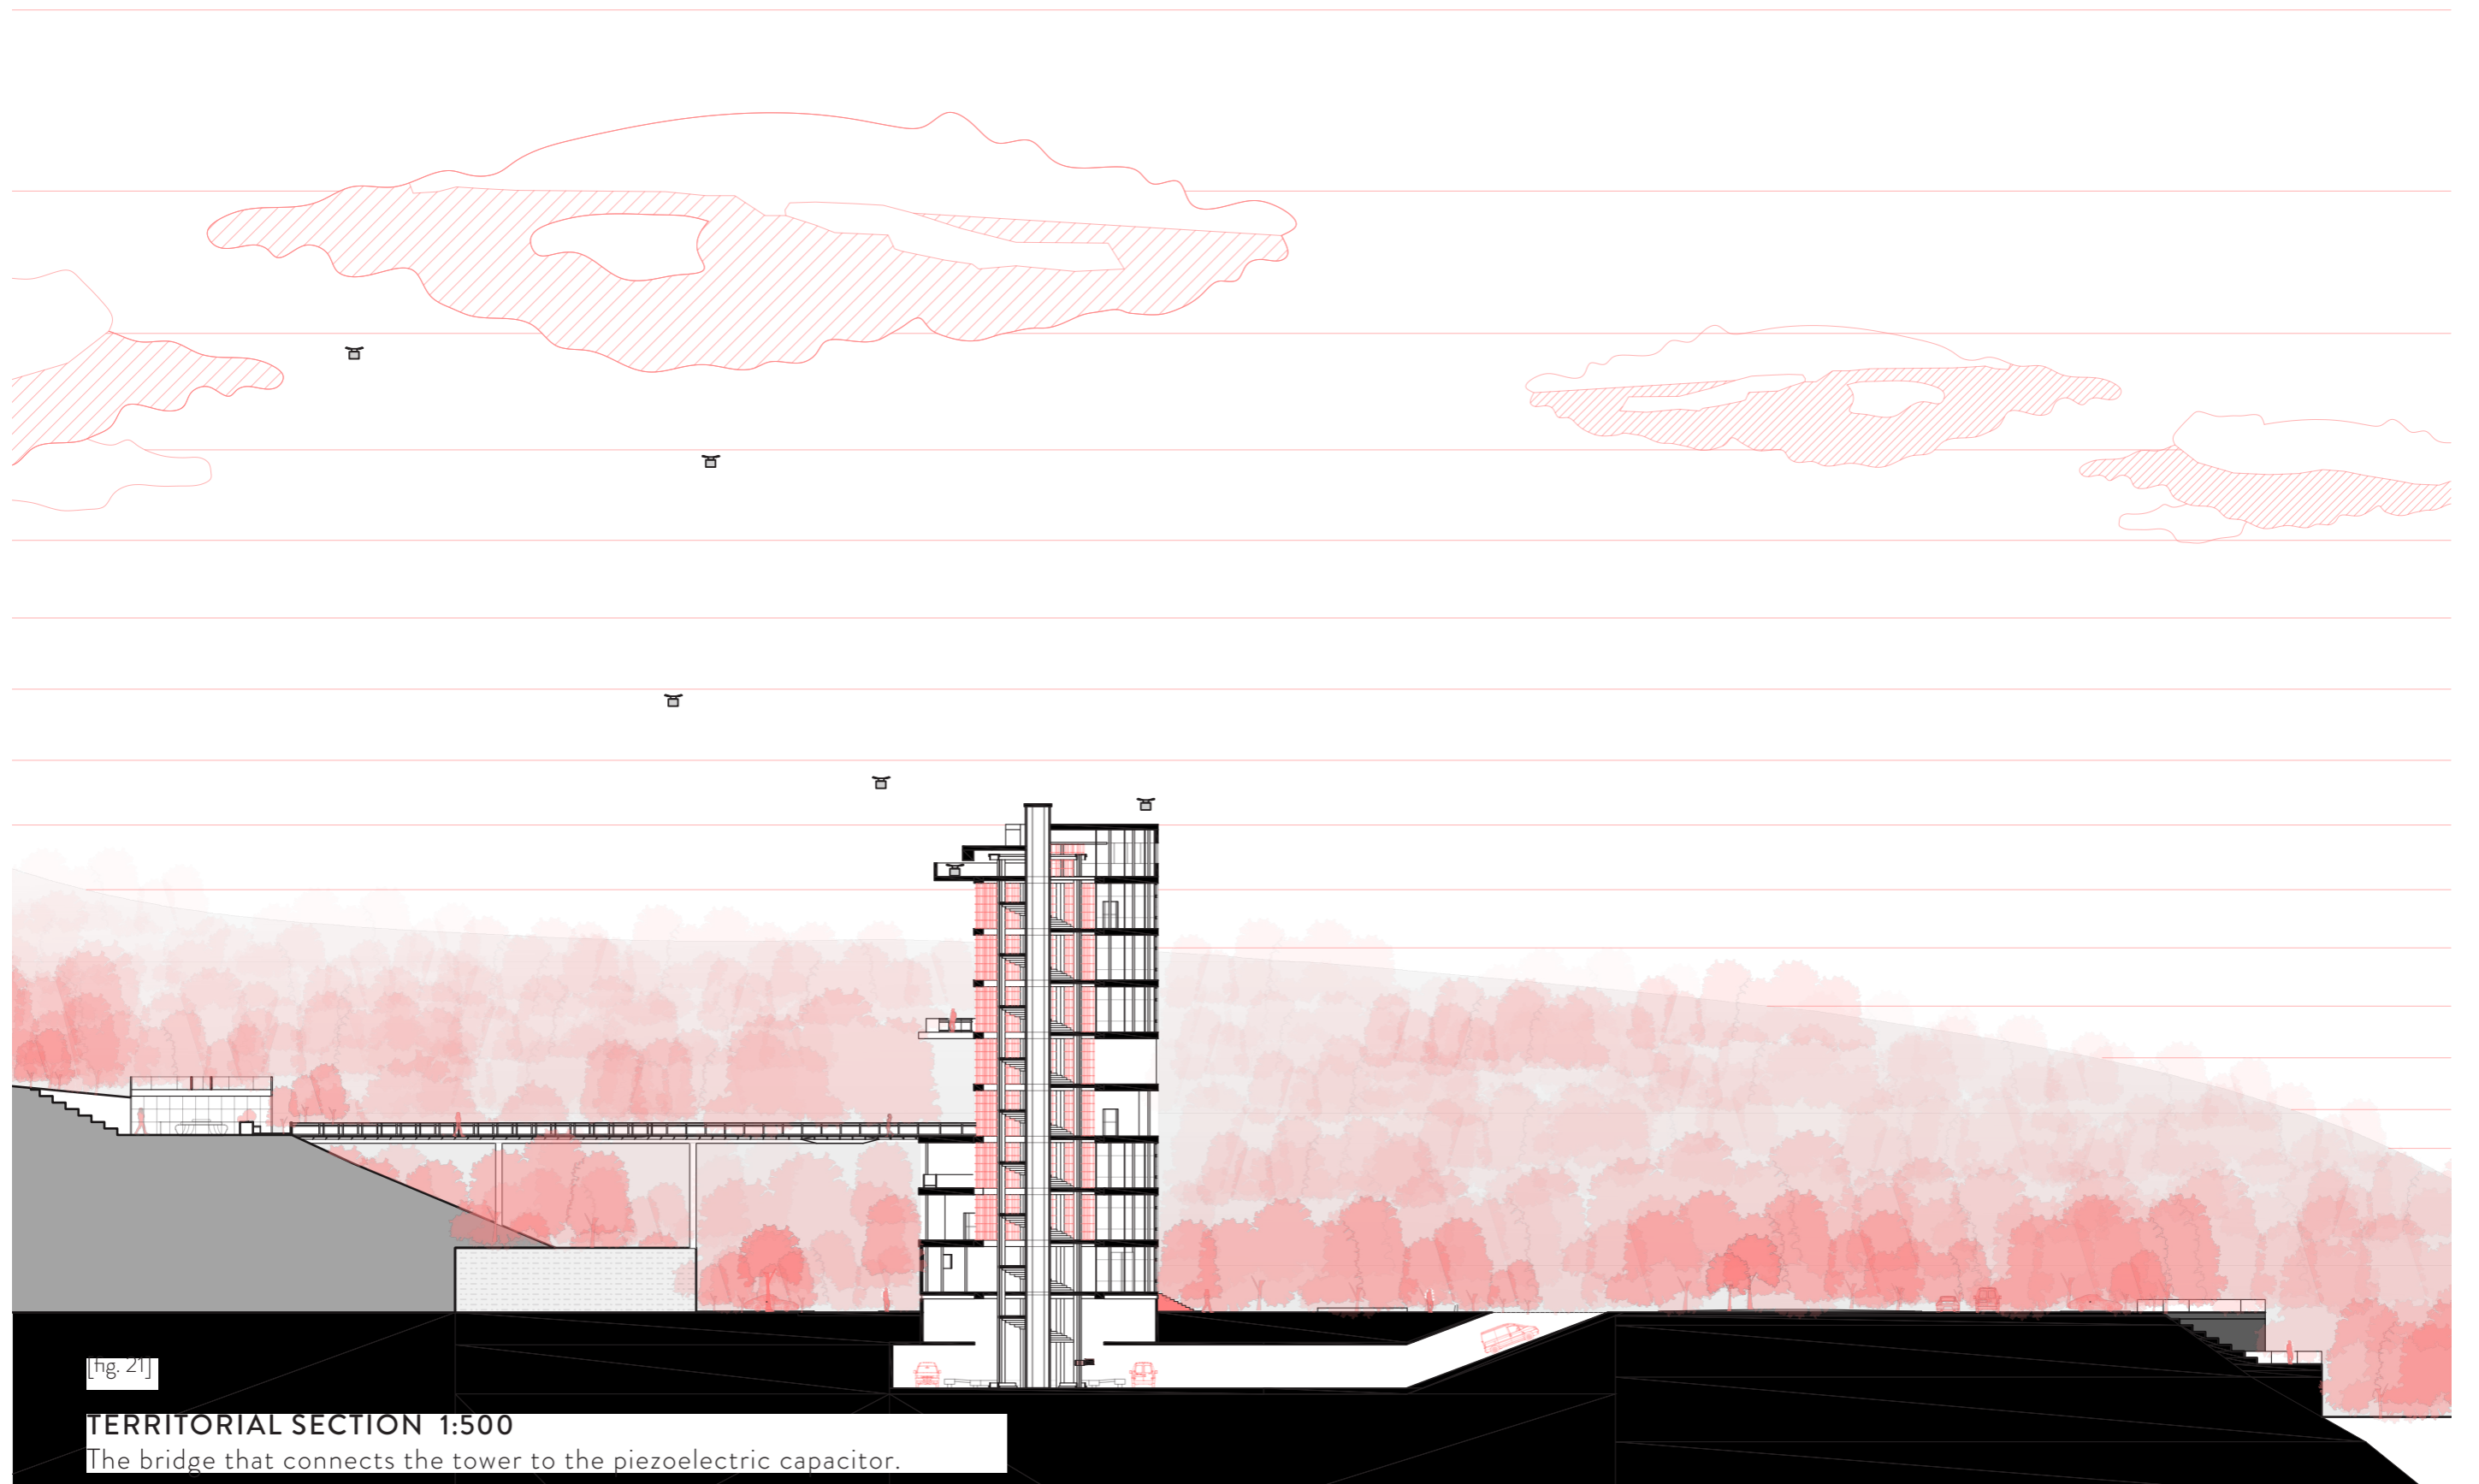 [fig. 21]
TERRITORIAL SECTION 1:500
The bridge that connects the tower to the piezoelectric capacitor.